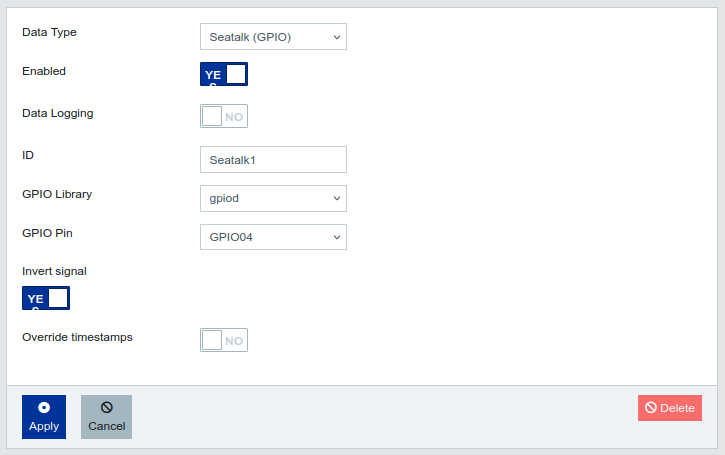 Data Type
Seatalk (GPIO)
Enabled
YES
Data Logging
NO
ID
Seatalk1
GPIO Library
gpiod
GPIO Pin
GPIO04
Invert signal
YES
Override timestamps
NO
Apply
Cancel
Delete